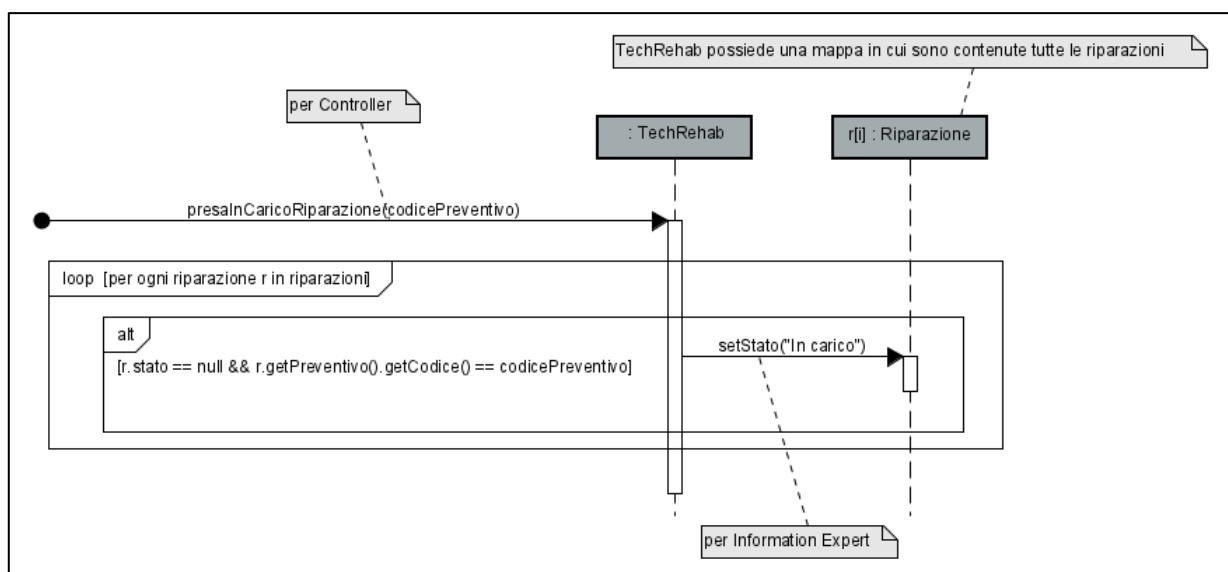 TechRehab possiede una mappa in cui sono contenute tutte le riparazioni
per Controller
: TechRehab
r[i] : Riparazione
presaInCaricoRiparazione(codicePreventivo)
loop [per ogni riparazione r in riparazioni]
alt
setStato("In carico")
[r.stato == null && r.getPreventivo().getCodice() == codicePreventivo]
per Information Expert